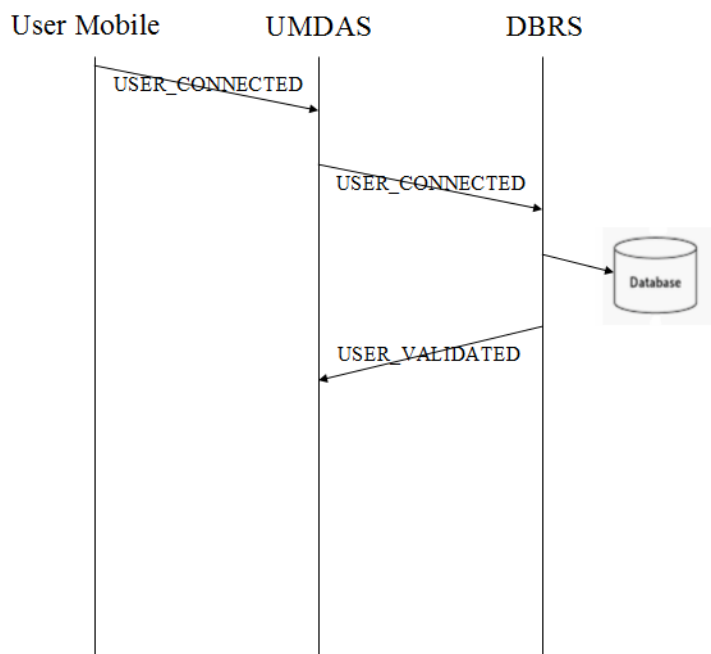 User Mobile
UMDAS
DBRS
USER_CONNECTED
USER_CONNECTED
Database
USER_VALIDATED